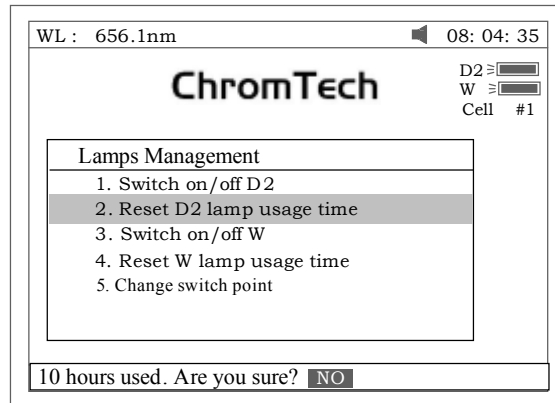 WL : 656.1nm 08: 04: 35
ChromTech
D2
W
Cell #1
Lamps Management
1. Switch on/off D2
2. Reset D2 lamp usage time
3. Switch on/off W
4. Reset W lamp usage time
5. Change switch point
10 hours used. Are you sure? NO